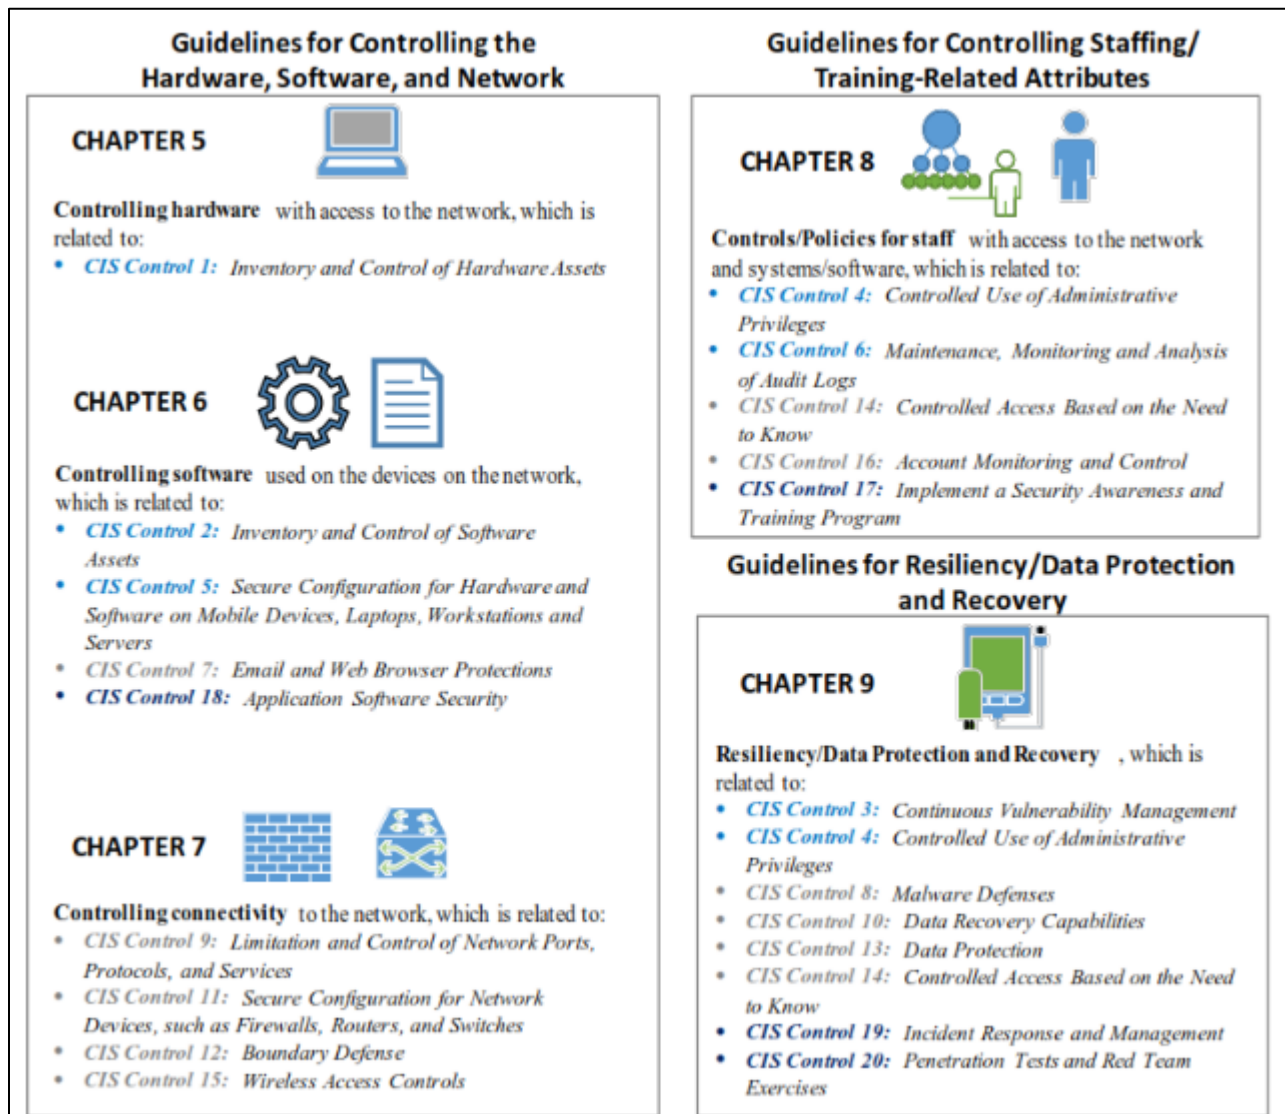 Guidelines for Controlling the
Hardware, Software, and Network
CHAPTER 5
Controlling hardware with access to the network, which is
related to:
• CIS Control 1: Inventory and Control of Hardware Assets
CHAPTER 6
Controlling software used on the devices on the network,
which is related to:
• CIS Control 2: Inventory and Control of Software
Assets
• CIS Control 5: Secure Configuration for Hardware and
Software on Mobile Devices, Laptops, Workstations and
Servers
• CIS Control 7: Email and Web Browser Protections
• CIS Control 18: Application Software Security
CHAPTER 7
Controlling connectivity to the network, which is related to:
• CIS Control 9: Limitation and Control of Network Ports,
Protocols, and Services
• CIS Control 11: Secure Configuration for Network
Devices, such as Firewalls, Routers, and Switches
• CIS Control 12: Boundary Defense
• CIS Control 15: Wireless Access Controls
Guidelines for Controlling Staffing/
Training-Related Attributes
CHAPTER 8
Controls/Policies for staff with access to the network
and systems/software, which is related to:
• CIS Control 4: Controlled Use of Administrative
Privileges
• CIS Control 6: Maintenance, Monitoring and Analysis
of Audit Logs
• CIS Control 14: Controlled Access Based on the Need
to Know
• CIS Control 16: Account Monitoring and Control
• CIS Control 17: Implement a Security Awareness and
Training Program
Guidelines for Resiliency/Data Protection
and Recovery
CHAPTER 9
Resiliency/Data Protection and Recovery , which is
related to:
• CIS Control 3: Continuous Vulnerability Management
• CIS Control 4: Controlled Use of Administrative
Privileges
• CIS Control 8: Malware Defenses
• CIS Control 10: Data Recovery Capabilities
• CIS Control 13: Data Protection
• CIS Control 14: Controlled Access Based on the Need
to Know
• CIS Control 19: Incident Response and Management
• CIS Control 20: Penetration Tests and Red Team
Exercises